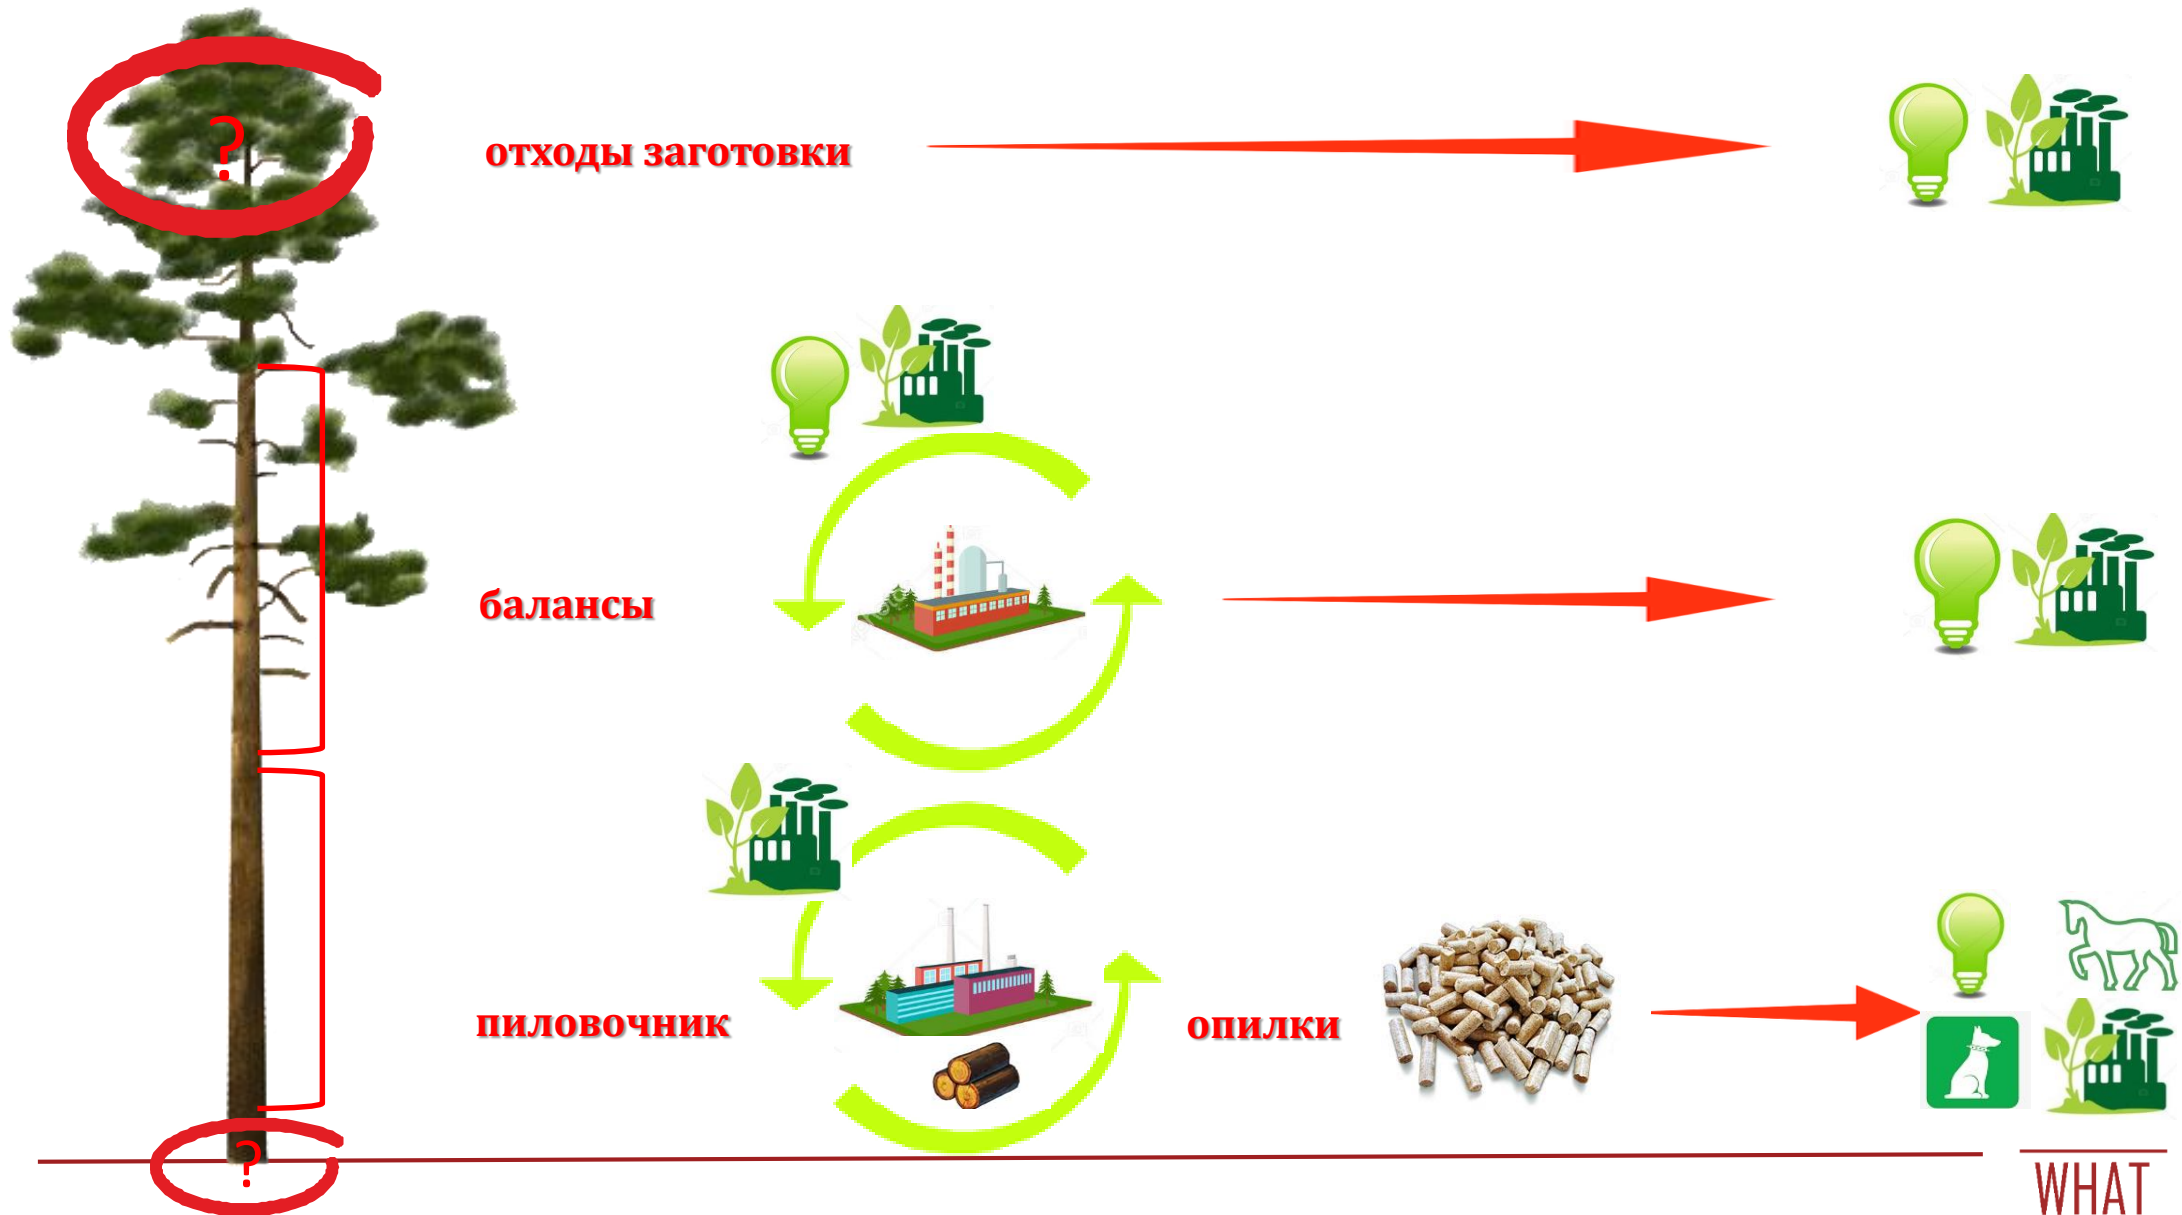 ?
отходы заготовки
балансы
пиловочник
опилки
?
WHAT